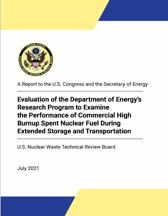 A Report to the U.S. Congress and the Secretary of Energy
Evaluation of the Department of Energy's
Research Program to Examine
the Performance of Commercial High
Burnup Spent Nuclear Fuel During
Extended Storage and Transportation
U.S. Nuclear Waste Technical Review Board
July 2021